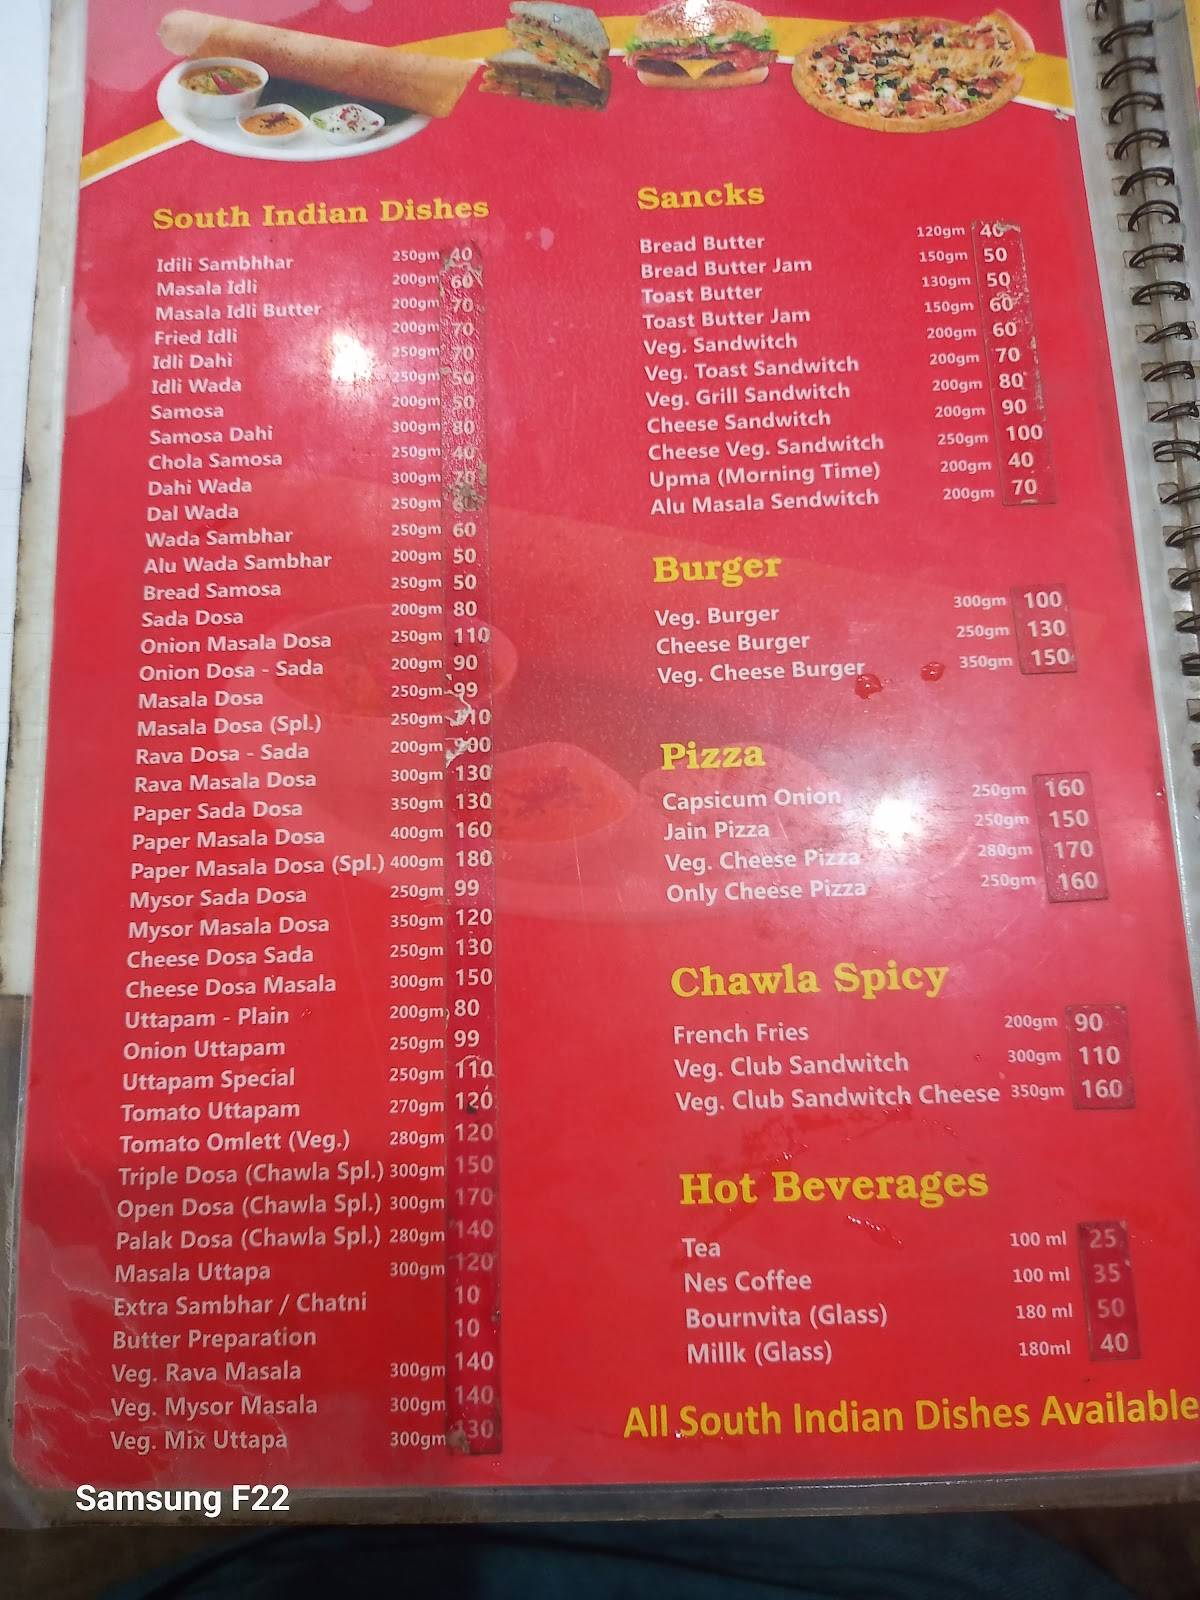 South Indian Dishes
Idili Sambhhar 250gm 40
Masala Idli 200gm 60
Masala Idli Butter 200gm 70
Fried Idli 200gm 70
Idli Dahi 250gm 70
Idli Wada 250gm 50
Samosa 200gm 50
Samosa Dahi 300gm 80
Chola Samosa 250gm 40
Dahi Wada 300gm 70
Dal Wada 250gm
Wada Sambhar 250gm 60
Alu Wada Sambhar 200gm 50
Bread Samosa 250gm 50
Sada Dosa 200gm 80
Onion Masala Dosa 250gm 110
Onion Dosa - Sada 200gm 90
Masala Dosa 250gm 99
Masala Dosa (Spl.) 250gm 110
Rava Dosa - Sada 200gm
Rava Masala Dosa 300gm 130
Paper Sada Dosa 350gm 130
Paper Masala Dosa 400gm 160
Paper Masala Dosa (Spl.) 400gm 180
Mysor Sada Dosa 250gm 99
Mysor Masala Dosa 350gm 120
Cheese Dosa Sada 250gm 130
Cheese Dosa Masala 300gm 150
Uttapam - Plain 200gm 80
Onion Uttapam 250gm 99
Uttapam Special 250gm 110
Tomato Uttapam 270gm 120
Tomato Omlett (Veg.) 280gm 120
Triple Dosa (Chawla Spl.) 300gm 150
Open Dosa (Chawla Spl.) 300gm 170
Palak Dosa (Chawla Spl.) 280gm 140
Masala Uttapa 300gm 120
Extra Sambhar / Chatni 10
Butter Preparation 10
Veg. Rava Masala 300gm 140
Veg. Mysor Masala 300gm 140
Veg. Mix Uttapa 300gm 130
Sancks
Bread Butter 120gm 40
Bread Butter Jam 150gm 50
Toast Butter 130gm 50
Toast Butter Jam 150gm 60
Veg. Sandwitch 200gm 60
Veg. Toast Sandwitch 200gm 70
Veg. Grill Sandwitch 200gm 80
Cheese Sandwitch 200gm 90
Cheese Veg. Sandwitch 250gm 100
Upma (Morning Time) 200gm 40
Alu Masala Sendwitch 200gm 70
Burger
Veg. Burger 300gm 100
Cheese Burger 250gm 130
Veg. Cheese Burger 350gm 150
Pizza
Capsicum Onion 250gm 160
Jain Pizza 250gm 150
Veg. Cheese Pizza 280gm 170
Only Cheese Pizza 250gm 160
Chawla Spicy
French Fries 200gm 90
Veg. Club Sandwitch 300gm 110
Veg. Club Sandwitch Cheese 350gm 160
Hot Beverages
Tea 100 ml 25
Nes Coffee 100 ml 35
Bournvita (Glass) 180 ml 50
Millk (Glass) 180ml 40
All South Indian Dishes Available
Samsung F22